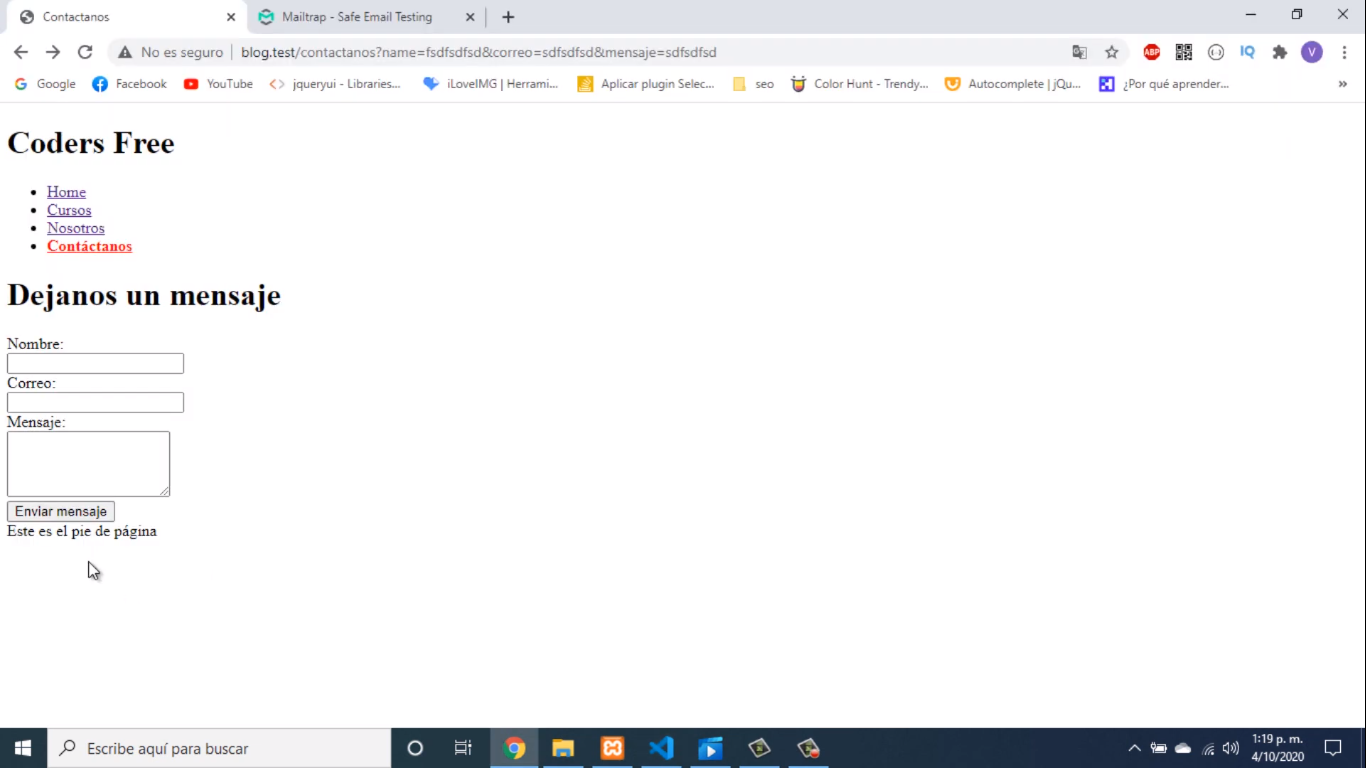 Contactanos
Mailtrap - Safe Email Testing
No es seguro
blog.test/contactanos?name=fsdfsdfsd&correo=sdfsdfsd&mensaje=sdfsdfsd
ABP
IQ
V
Google
Facebook
YouTube
jqueryui - Libraries...
iLoveIMG | Herrami...
Aplicar plugin Selec...
seo
Color Hunt - Trendy...
Autocomplete | jQu...
¿Por qué aprender...
Coders Free
Home
Cursos
Nosotros
Contáctanos
Dejanos un mensaje
Nombre:
Correo:
Mensaje:
Enviar mensaje
Este es el pie de página
Escribe aquí para buscar
1:19 p. m.
4/10/2020